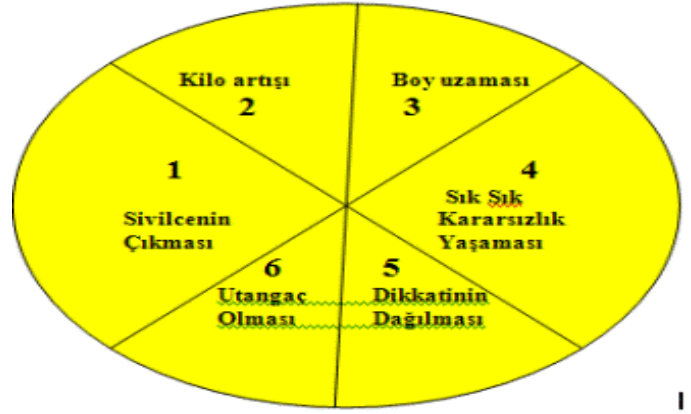 1
Sivilcenin
Çıkması
Kilo artışı
2
Boy uzaması
3
4
Sık Sık
Kararsızlık
Yaşaması
5
Dikkatinin
Dağılması
6
Utangaç
Olması
I